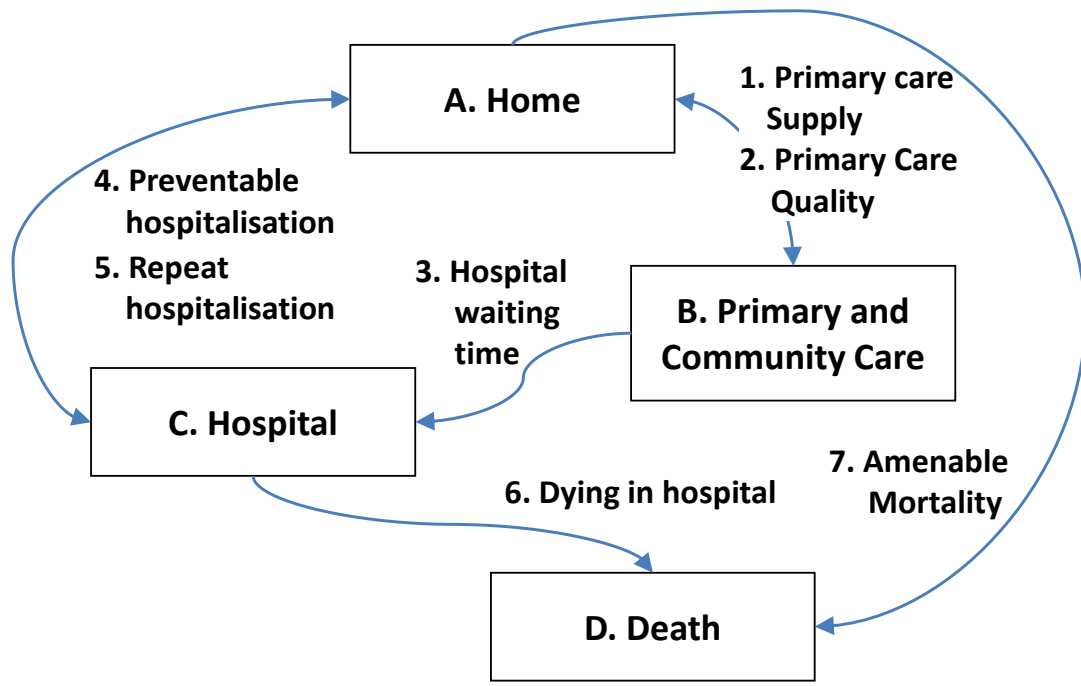 A. Home
1. Primary care
Supply
2. Primary Care
Quality
4. Preventable
hospitalisation
5. Repeat
hospitalisation
3. Hospital
waiting
time
B. Primary and
Community Care
C. Hospital
6. Dying in hospital
7. Amenable
Mortality
D. Death